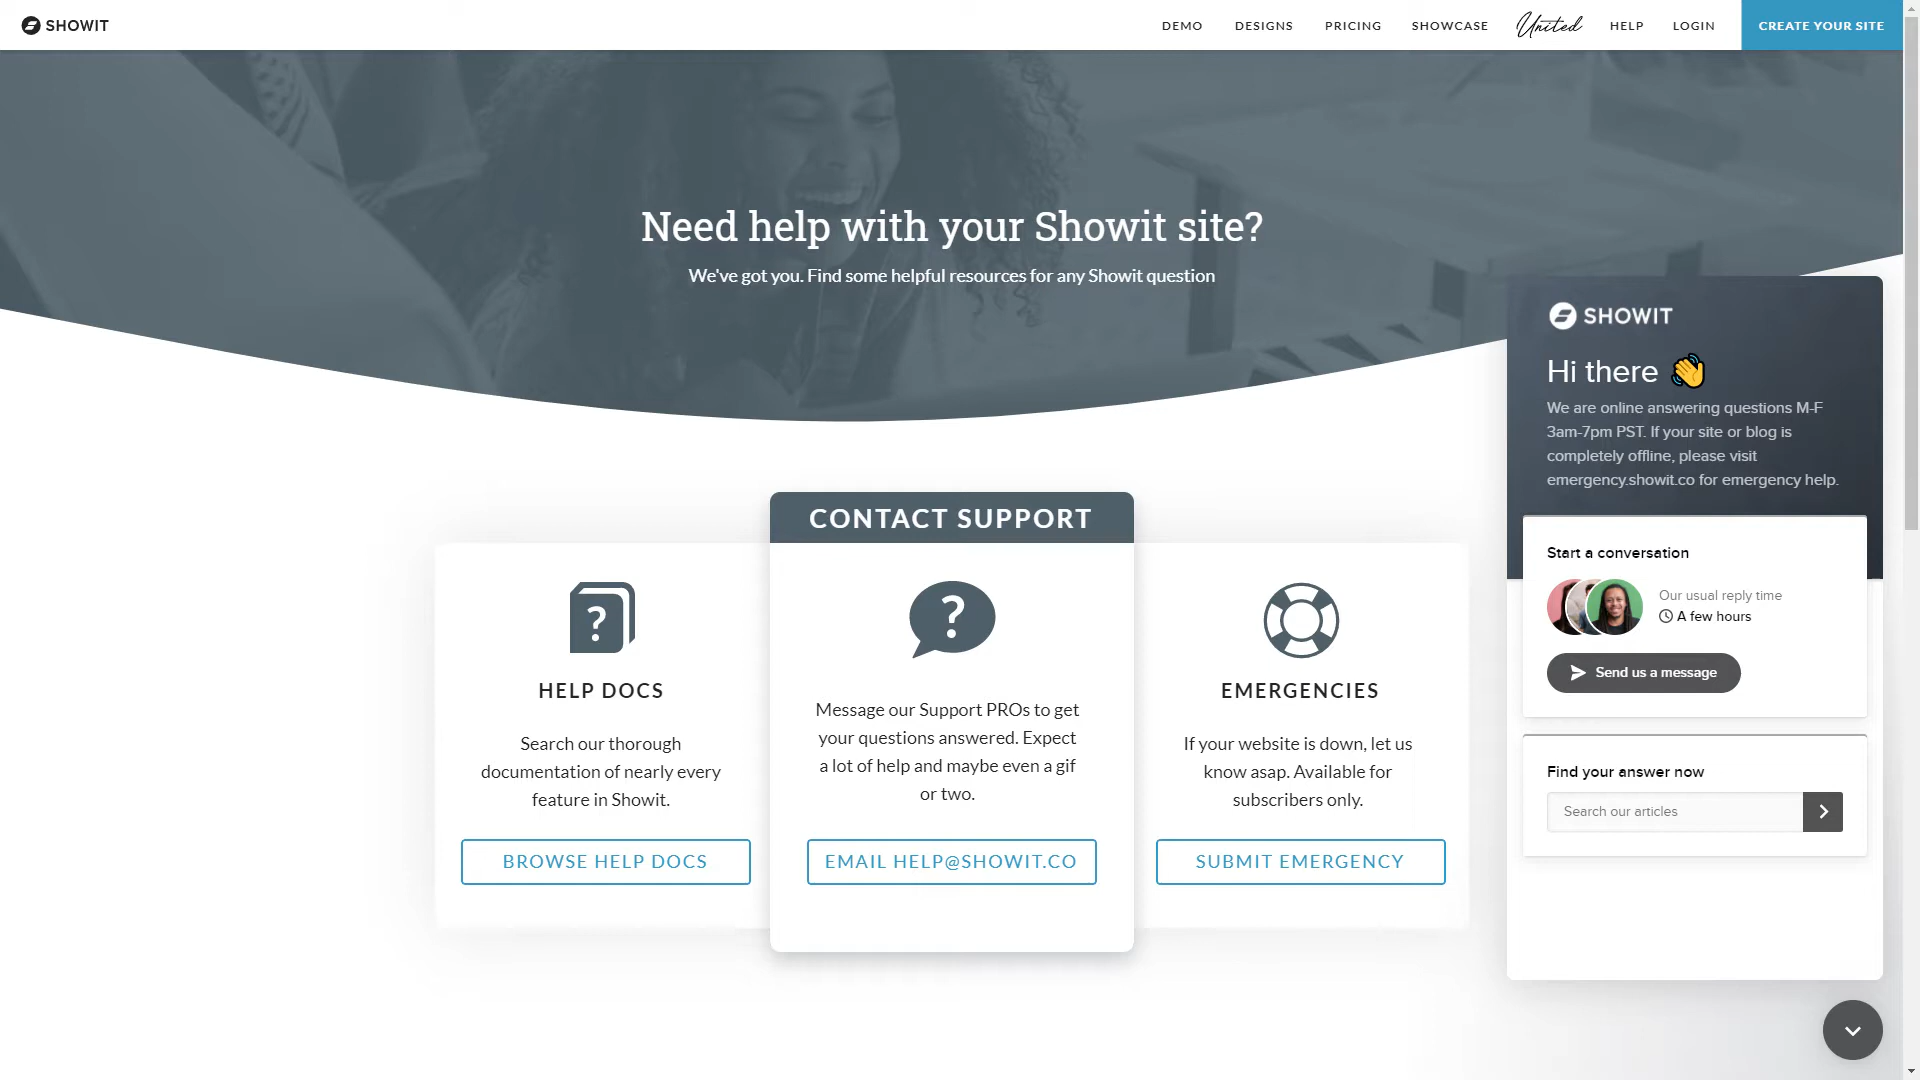 SHOWIT
DEMO
DESIGNS
PRICING
SHOWCASE
United
HELP
LOGIN
CREATE YOUR SITE
Need help with your Showit site?
We've got you. Find some helpful resources for any Showit question
HELP DOCS
Search our thorough
documentation of nearly every
feature in Showit.
BROWSE HELP DOCS
CONTACT SUPPORT
Message our Support PROs to get
your questions answered. Expect
a lot of help and maybe even a gif
or two.
EMAIL HELP@SHOWIT.CO
EMERGENCIES
If your website is down, let us
know asap. Available for
subscribers only.
SUBMIT EMERGENCY
SHOWIT
Hi there 👋
We are online answering questions M-F
3am-7pm PST. If your site or blog is
completely offline, please visit
emergency.showit.co for emergency help.
Start a conversation
Our usual reply time
A few hours
Send us a message
Find your answer now
Search our articles